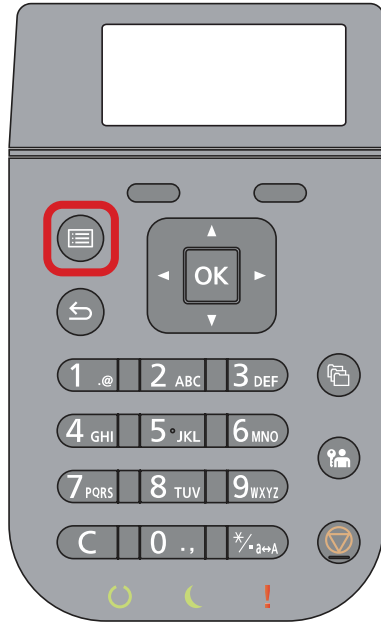 OK
1 .@ 2 ABC 3 DEF
4 GHI 5 JKL 6 MNO
7 PQRS 8 TUV 9 WXYZ
C 0 ., */-a↔A
!